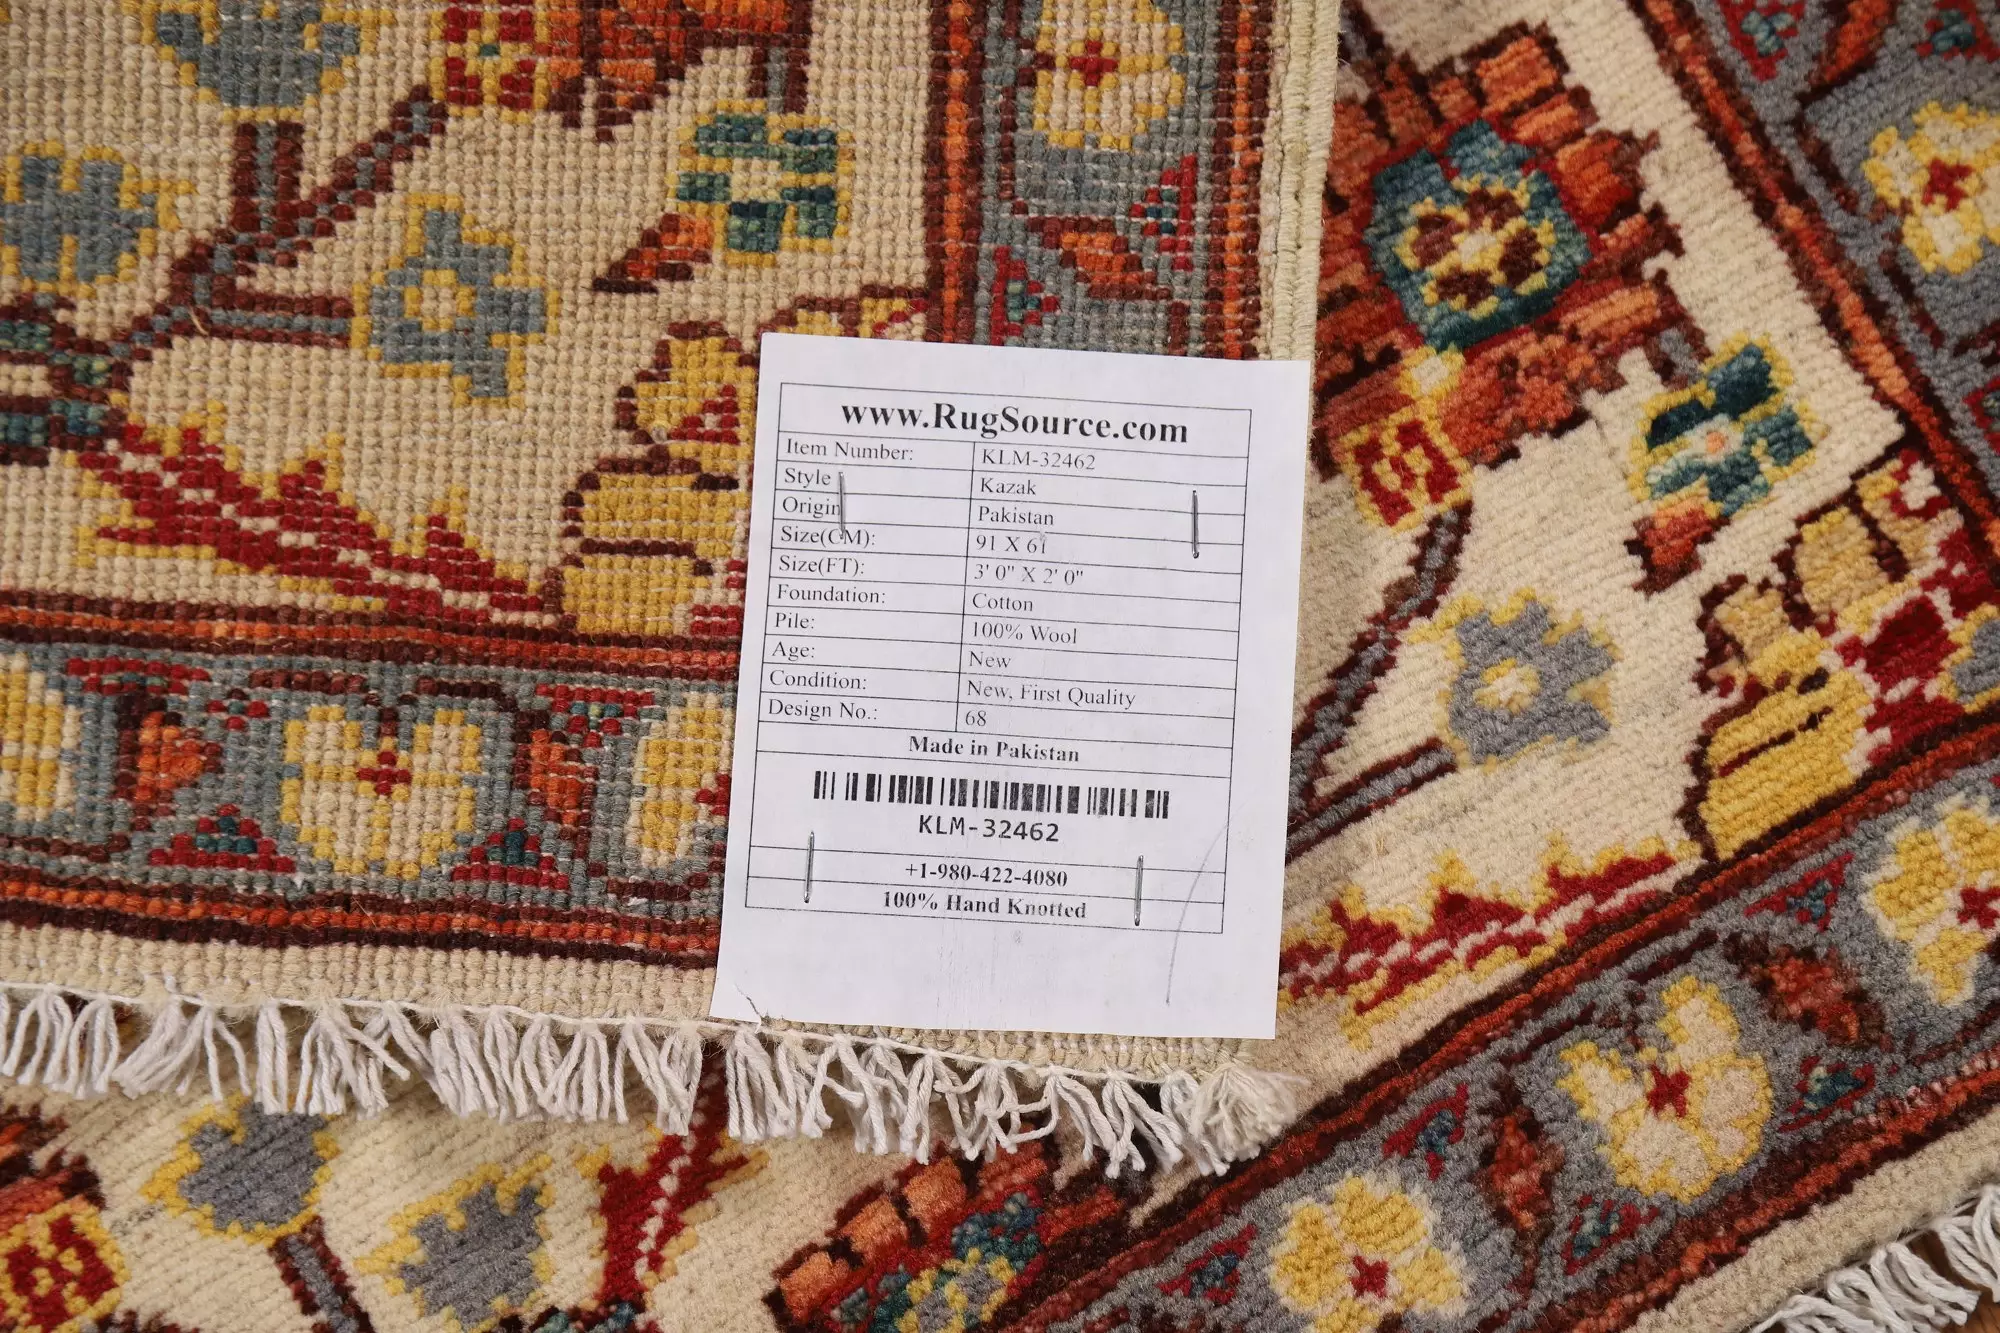 www.RugSource.com
Item Number: KLM-32462
Style Kazak
Origin Pakistan
Size(CM): 91 X 61
Size(FT): 3' 0" X 2' 0"
Foundation: Cotton
Pile: 100% Wool
Age: New
Condition: New, First Quality
Design No.: 68
Made in Pakistan
KLM-32462
+1-980-422-4080
100% Hand Knotted